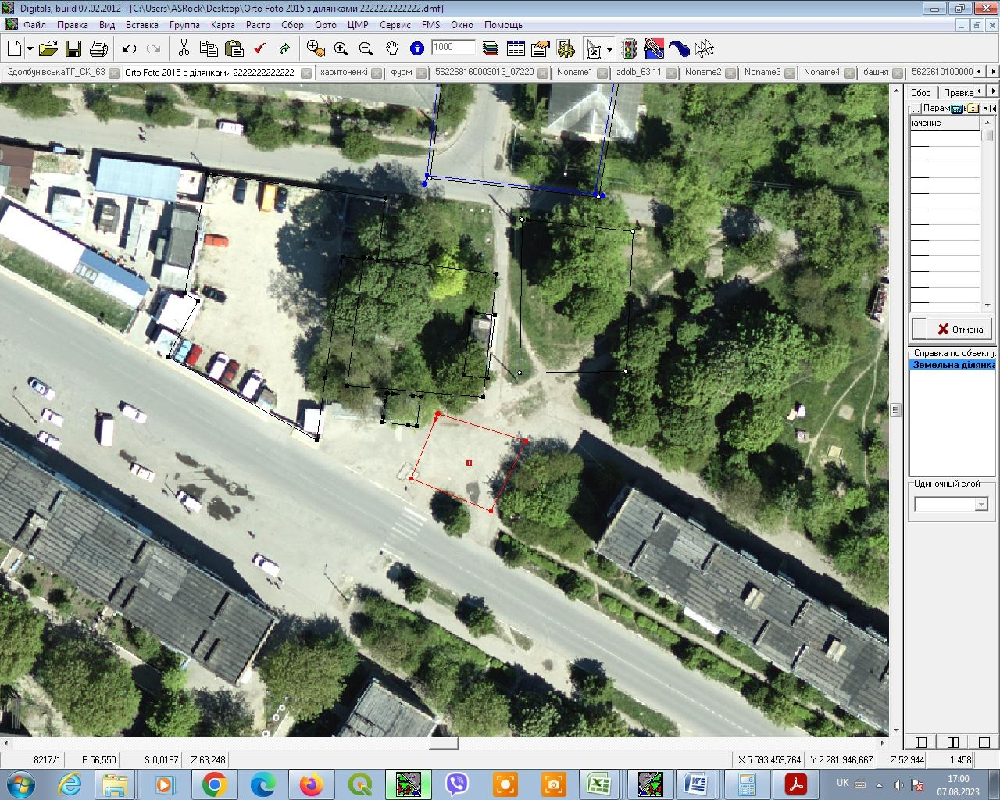 Digitals, build 07.02.2012 - [C:\Users\ASRock\Desktop\Orto Foto 2015 з ділянками 2222222222222.dmf]
Файл Правка Вид Вставка Группа Карта Растр Сбор Орто ЦМР Сервис FMS Окно Помощь
1000
ЗдолбунівськаТГ_СК_63 Orto Foto 2015 з ділянками 2222222222222 харитоненкі фурм 562268160003013_07220 Noname1 zdolb_63 11 Noname2 Noname3 Noname4 башня 5622610100000
Сбор Правка
... Парам
начение
Отмена
Справка по объекту,
Земельна ділянка
Одиночный слой
8217/1 P:56,550 S:0,0197 Z:63,248 X:5 593 459,764 Y:2 281 946,667 Z:52,944 1:458
UK 17:00
07.08.2023